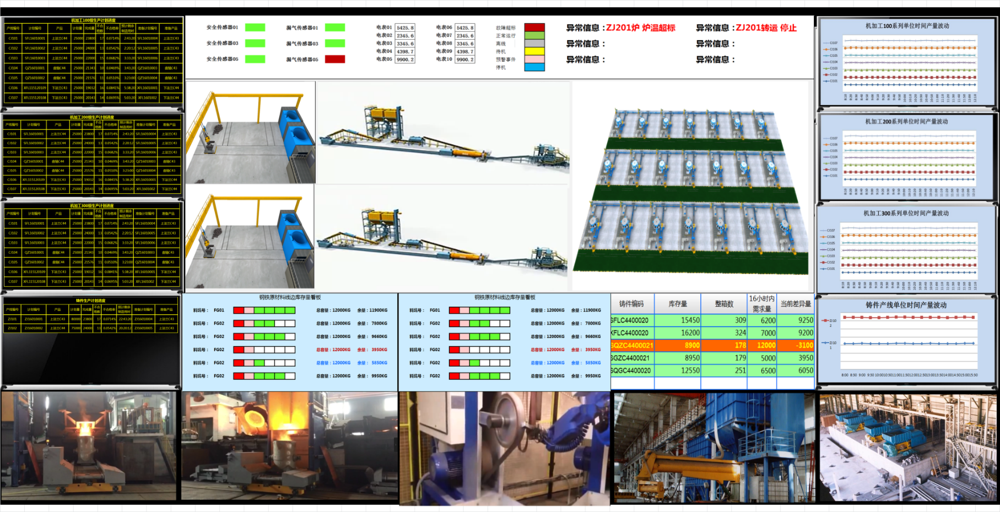 机加工100组生产计划进度
产线编号 计划编号 产品 计划量 完成量 不合格数 不合格率 预计剩余制造用时 准备计划编号 准备产品
CJ101 SFL16010001 上法兰C44 25000 23800 17 0.0714% 2:43:20 SFL16010004 上法兰C43
CJ102 SFL16010002 上法兰C44 25000 24000 13 0.0542% 2:20:12 SFL16010005 上法兰C43
CJ103 SFL16010003 上法兰C44 25000 22000 15 0.0682% 3:33:20 SFL16010006 上法兰C43
CJ104 QZ16010001 曲轴C44 25000 21343 10 0.0469% 3:43:20 QZ16010003 曲轴C43
CJ105 QZ16010002 曲轴C44 25000 21576 11 0.0510% 3:23:00 QZ16010004 曲轴C43
CJ106 XFL115120109 下法兰C43 25000 19032 16 0.0841% 5:38:20 XFL16010001 下法兰C44
CJ107 XFL115120108 下法兰C43 25000 20143 14 0.0695% 5:03:20 XFL1601002 下法兰C44
机加工200组生产计划进度
产线编号 计划编号 产品 计划量 完成量 不合格数 不合格率 预计剩余制造用时 准备计划编号 准备产品
CJ101 SFL16010001 上法兰C44 25000 23800 17 0.0714% 2:43:20 SFL16010004 上法兰C43
CJ102 SFL16010002 上法兰C44 25000 24000 13 0.0542% 2:20:12 SFL16010005 上法兰C43
CJ103 SFL16010003 上法兰C44 25000 22000 15 0.0682% 3:33:20 SFL16010006 上法兰C43
CJ104 QZ16010001 曲轴C44 25000 21343 10 0.0469% 3:43:20 QZ16010003 曲轴C43
CJ105 QZ16010002 曲轴C44 25000 21576 11 0.0510% 3:23:00 QZ16010004 曲轴C43
CJ106 XFL115120109 下法兰C43 25000 19032 16 0.0841% 5:38:20 XFL16010001 下法兰C44
CJ107 XFL115120108 下法兰C43 25000 20143 14 0.0695% 5:03:20 XFL1601002 下法兰C44
机加工300组生产计划进度
产线编号 计划编号 产品 计划量 完成量 不合格数 不合格率 预计剩余制造用时 准备计划编号 准备产品
CJ101 SFL16010001 上法兰C44 25000 23800 17 0.0714% 2:43:20 SFL16010004 上法兰C43
CJ102 SFL16010002 上法兰C44 25000 24000 13 0.0542% 2:20:12 SFL16010005 上法兰C43
CJ103 SFL16010003 上法兰C44 25000 22000 15 0.0682% 3:33:20 SFL16010006 上法兰C43
CJ104 QZ16010001 曲轴C44 25000 21343 10 0.0469% 3:43:20 QZ16010003 曲轴C43
CJ105 QZ16010002 曲轴C44 25000 21576 11 0.0510% 3:23:00 QZ16010004 曲轴C43
CJ106 XFL115120109 下法兰C43 25000 19032 16 0.0841% 5:38:20 XFL16010001 下法兰C44
CJ107 XFL115120108 下法兰C43 25000 20143 14 0.0695% 5:03:20 XFL1601002 下法兰C44
铸件生产计划进度
产线编号 计划编号 产品 计划量 完成量 不合格数 不合格率 预计剩余制造用时 准备计划编号 准备产品
ZJ101 ZJ16010001 上法兰C43 80000 23800 17 0.0714% 22:43:20 ZJ16010004 上法兰C43
ZJ102 ZJ16010002 上法兰C44 75000 24000 13 0.0542% 20:20:12 ZJ16010005 上法兰C43
安全传感器01 漏气传感器01
安全传感器03 漏气传感器03
安全传感器05 漏气传感器05
电表01 5425.8 电表06 5425.8
电表02 2345.6 电表07 2345.6
电表03 3345.6 电表08 3345.6
电表04 4398.7 电表09 4398.7
电表05 9900.2 电表10 9900.2
故障超标
正常运行
离线
待机
预警事件
停机
异常信息：ZJ201炉 炉温超标 异常信息：ZJ201转运 停止
异常信息： 异常信息：
异常信息： 异常信息：
钢铁原材料线边库存量看板
料坑号： FG01 总容量：12000KG 余量：11900KG
料坑号： FG02 总容量：12000KG 余量： 7800KG
料坑号： FG02 总容量：12000KG 余量： 9660KG
料坑号： FG02 总容量：12000KG 余量： 3950KG
料坑号： FG02 总容量：12000KG 余量： 5850KG
料坑号： FG02 总容量：12000KG 余量： 9950KG
钢铁原材料线边库存量看板
料坑号： FG01 总容量：12000KG 余量：11900KG
料坑号： FG02 总容量：12000KG 余量： 7800KG
料坑号： FG02 总容量：12000KG 余量： 9660KG
料坑号： FG02 总容量：12000KG 余量： 3950KG
料坑号： FG02 总容量：12000KG 余量： 5850KG
料坑号： FG02 总容量：12000KG 余量： 9950KG
铸件编码 库存量 整箱数 16小时内需求量 当前差异量
SFLC4400020 15450 309 6200 9250
XFLC4400020 16200 324 7000 9200
SQZC4400021 8900 178 12000 -3100
SGZC4400021 8950 179 5000 3950
SQGC4400020 12550 251 6500 6050
机加工100系列单位时间产量波动
CJ107
CJ106
CJ105
CJ104
CJ103
CJ102
CJ101
机加工200系列单位时间产量波动
CJ107
CJ106
CJ105
CJ104
CJ103
CJ102
CJ101
机加工300系列单位时间产量波动
CJ107
CJ106
CJ105
CJ104
CJ103
CJ102
CJ101
铸件产线单位时间产量波动
ZJ102
ZJ101
8:00 8:30 9:00 9:30 10:00 10:30 11:00 11:30 12:00 12:30 13:00 13:30 14:00 14:30 15:00 15:30